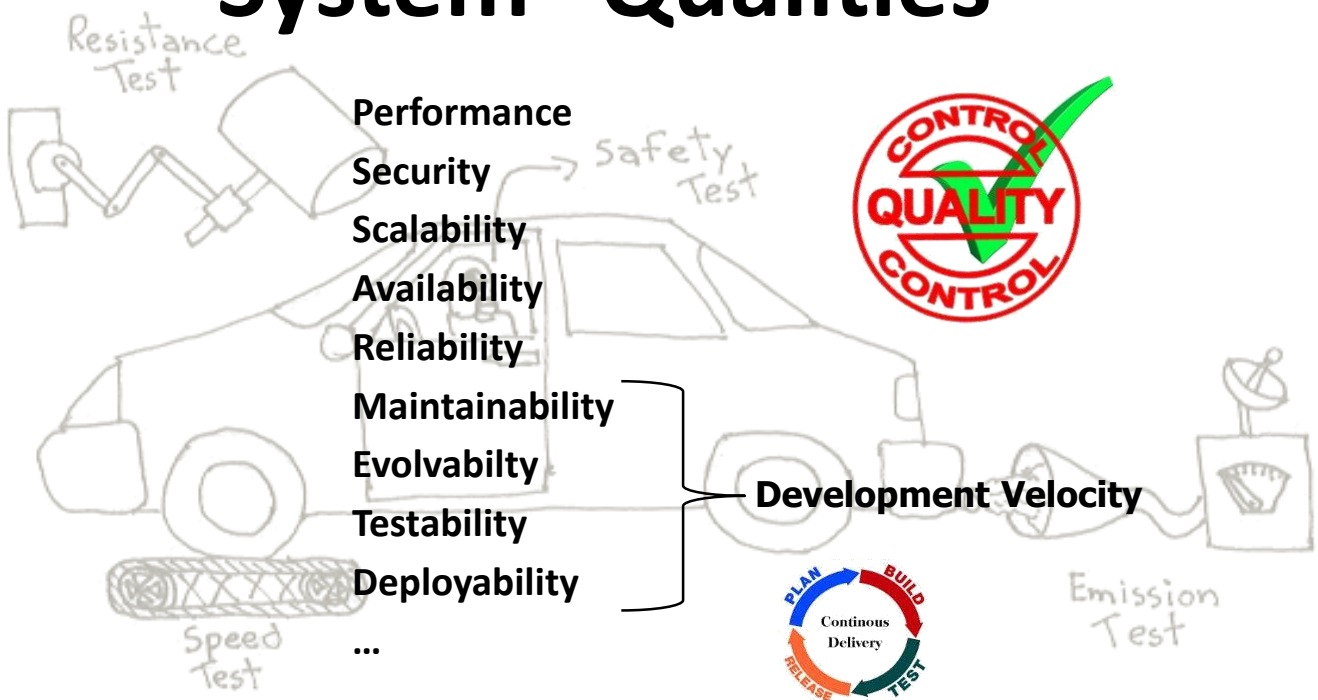 System Qualities
Resistance
Test
Performance
Security
Scalability
Availability
Reliability
Maintainability
Evolvabilty
Testability
Deployability
...
Safety
Test
CONTROL
QUALITY
CONTROL
Development Velocity
PLAN
BUILD
Continous
Delivery
RELEASE
TEST
Speed
Test
Emission
Test